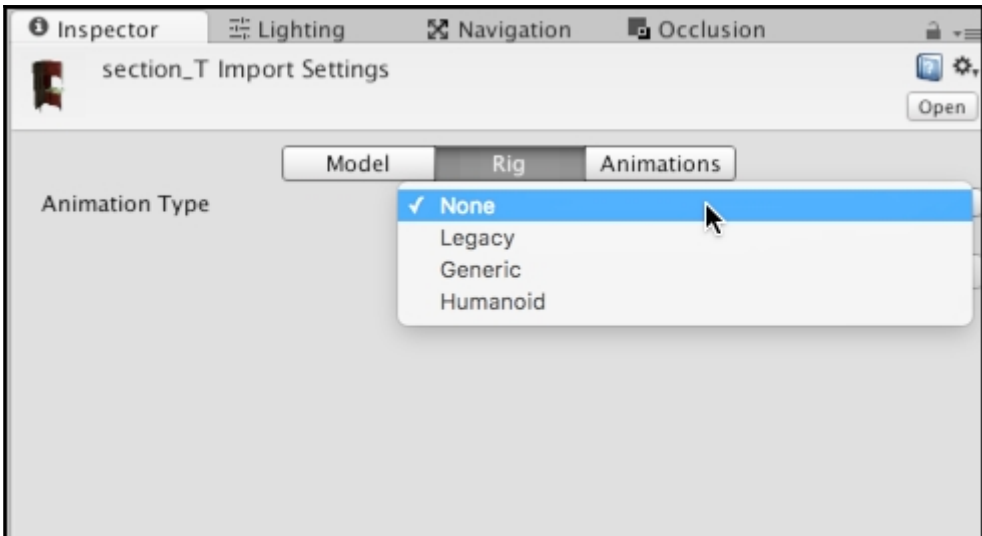 Inspector Lighting Navigation Occlusion
section_T Import Settings
Open
Model Rig Animations
Animation Type
✓ None
Legacy
Generic
Humanoid